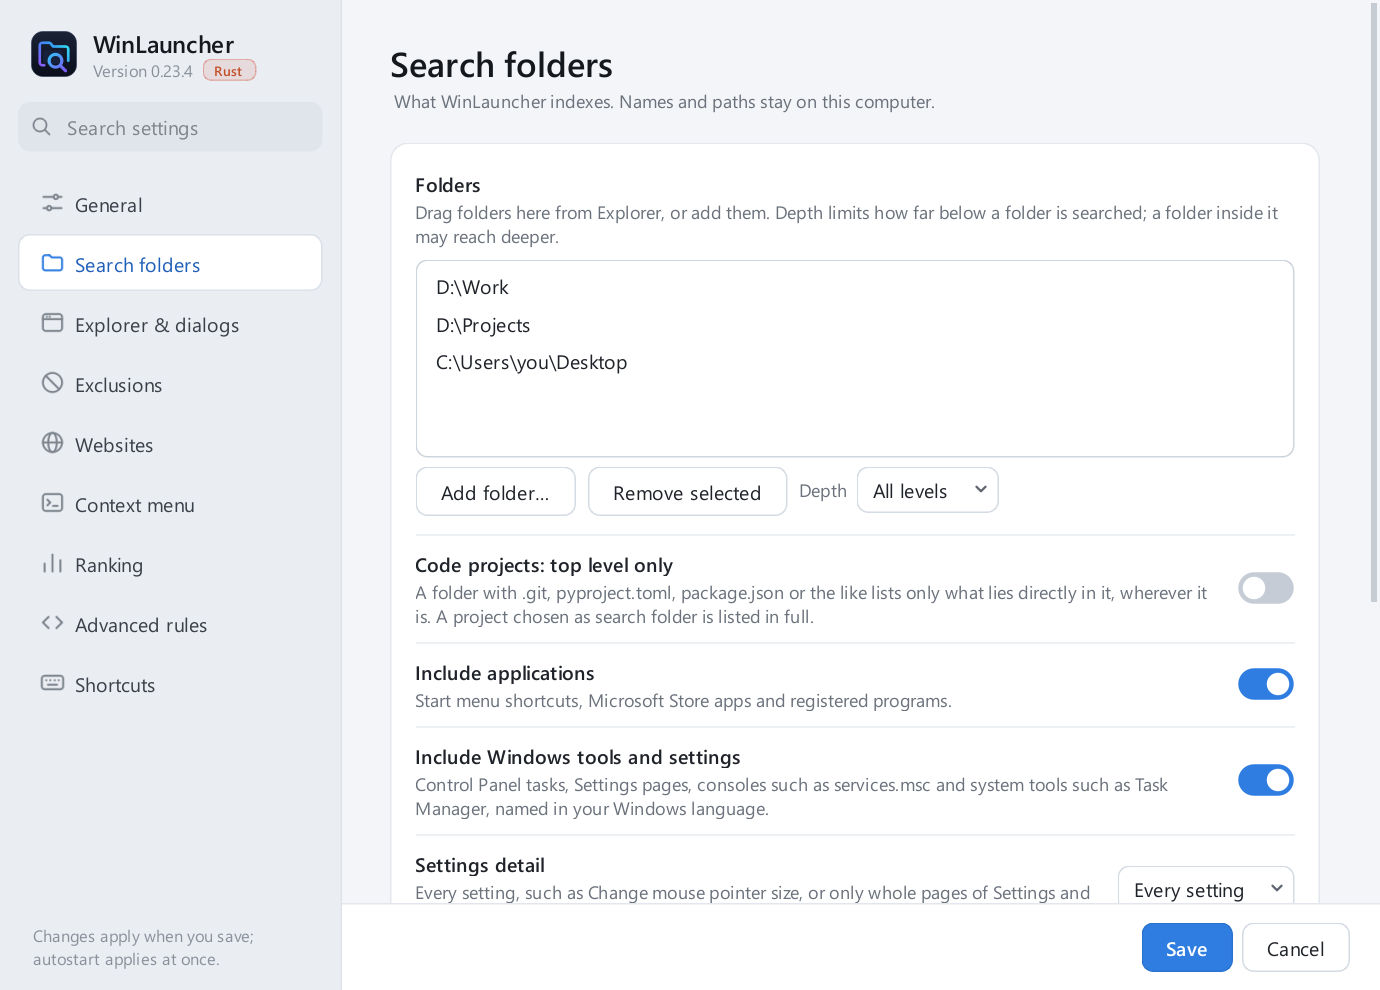 WinLauncher
Version 0.23.4
Rust
Search settings
General
Search folders
Explorer & dialogs
Exclusions
Websites
Context menu
Ranking
Advanced rules
Shortcuts
Changes apply when you save;
autostart applies at once.
Search folders
What WinLauncher indexes. Names and paths stay on this computer.
Folders
Drag folders here from Explorer, or add them. Depth limits how far below a folder is searched; a folder inside it
may reach deeper.
D:\Work
D:\Projects
C:\Users\you\Desktop
Add folder... Remove selected Depth All levels
Code projects: top level only
A folder with .git, pyproject.toml, package.json or the like lists only what lies directly in it, wherever it
is. A project chosen as search folder is listed in full.
Include applications
Start menu shortcuts, Microsoft Store apps and registered programs.
Include Windows tools and settings
Control Panel tasks, Settings pages, consoles such as services.msc and system tools such as Task
Manager, named in your Windows language.
Settings detail
Every setting, such as Change mouse pointer size, or only whole pages of Settings and
Every setting
Save Cancel